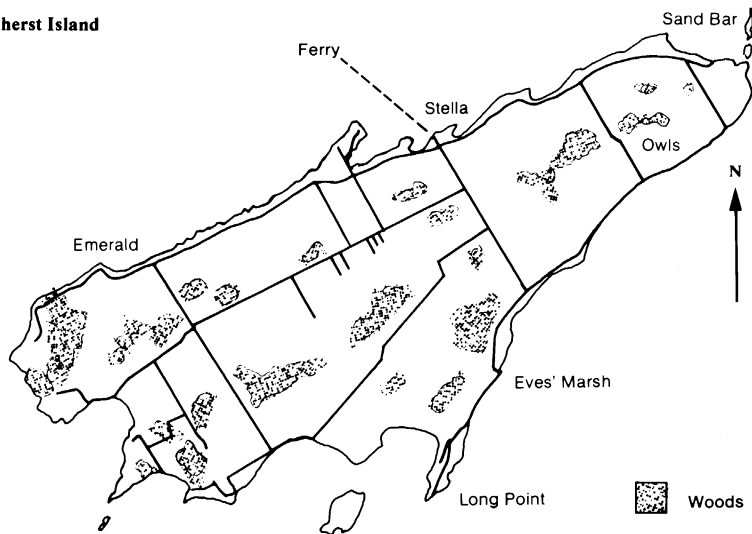 herst Island
Sand Bar
Ferry
Stella
Owls
N
Emerald
Eves' Marsh
Long Point
Woods